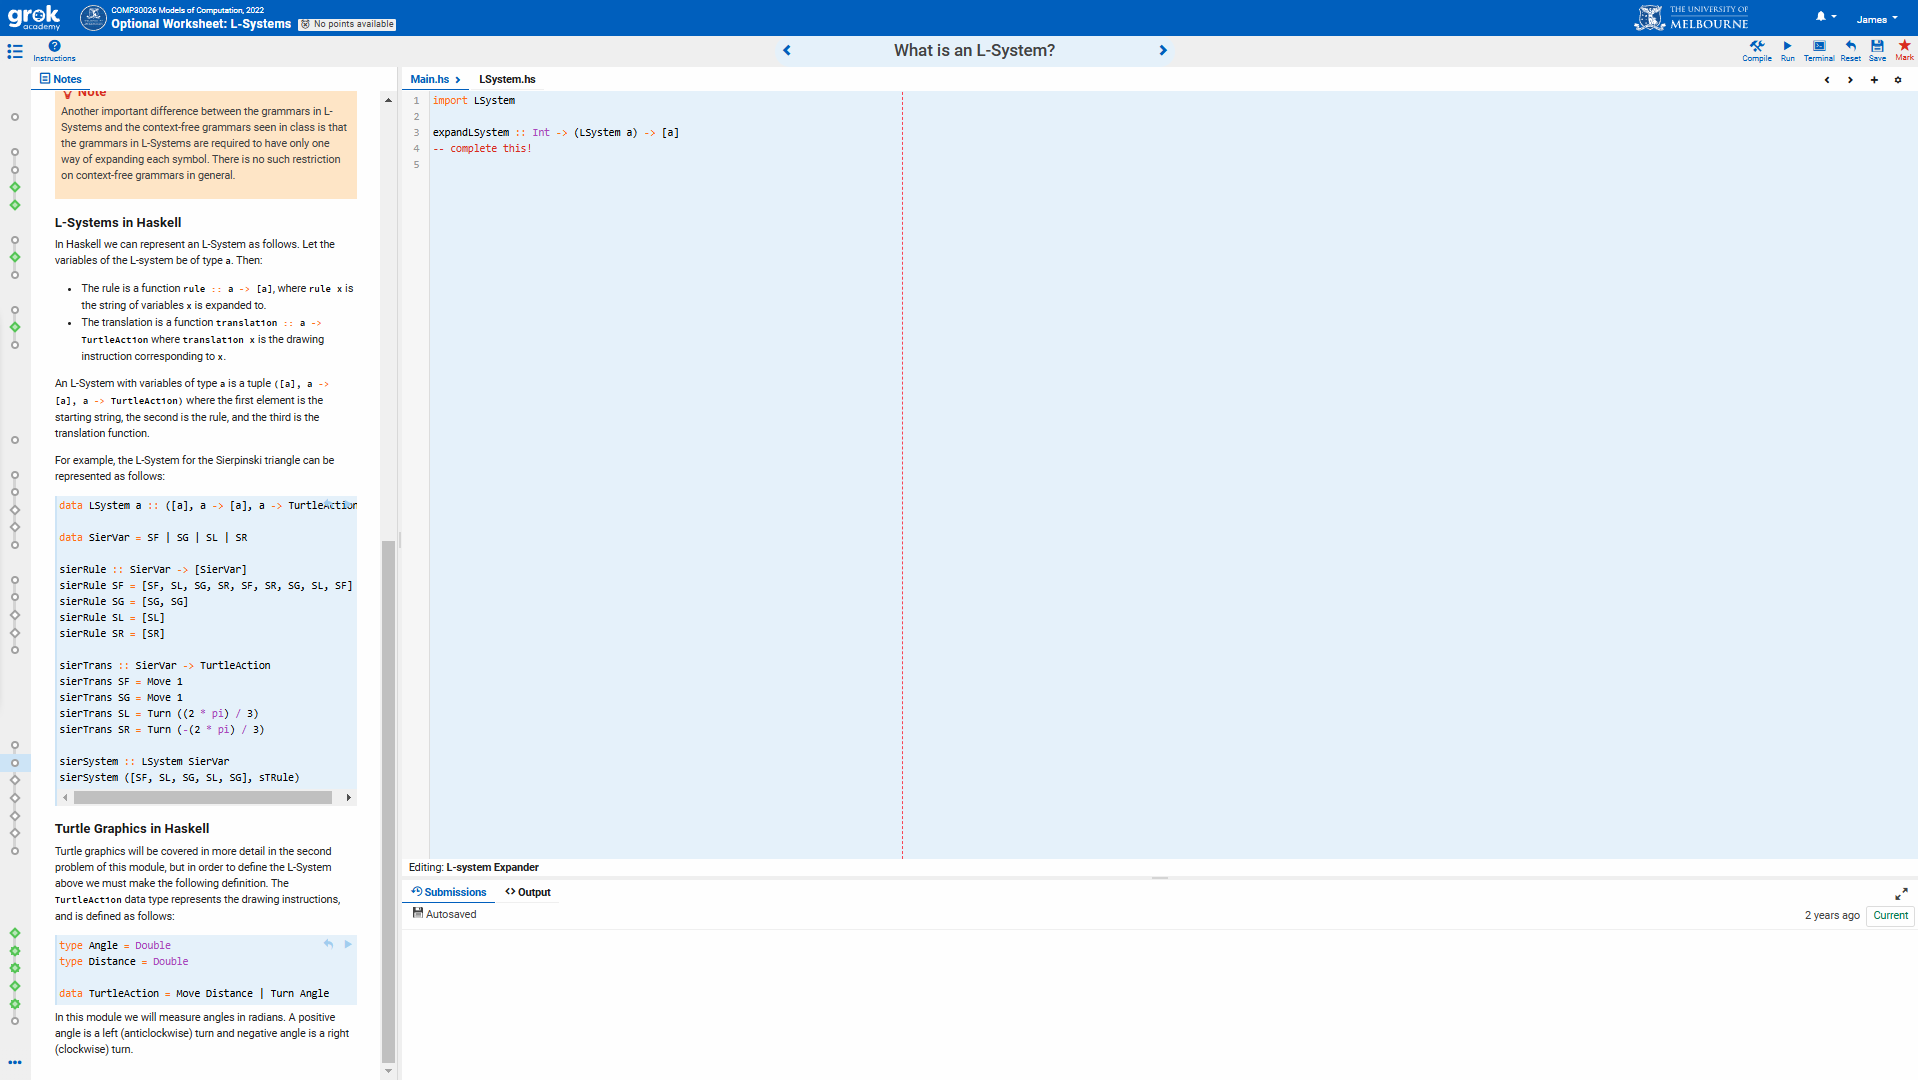 grok
academy
COMP30026 Models of Computation, 2022
Optional Worksheet: L-Systems
No points available
THE UNIVERSITY OF
MELBOURNE
James
Instructions
What is an L-System?
Compile
Run
Terminal
Reset
Save
Mark
Notes
Main.hs
LSystem.hs
Note
Another important difference between the grammars in L-
Systems and the context-free grammars seen in class is that
the grammars in L-Systems are required to have only one
way of expanding each symbol. There is no such restriction
on context-free grammars in general.
L-Systems in Haskell
In Haskell we can represent an L-System as follows. Let the
variables of the L-system be of type a. Then:
• The rule is a function rule :: a -> [a], where rule x is
the string of variables x is expanded to.
• The translation is a function translation :: a ->
TurtleAction where translation x is the drawing
instruction corresponding to x.
An L-System with variables of type a is a tuple ([a], a ->
[a], a -> TurtleAction) where the first element is the
starting string, the second is the rule, and the third is the
translation function.
For example, the L-System for the Sierpinski triangle can be
represented as follows:
data LSystem a :: ([a], a -> [a], a -> TurtleAction
data SierVar = SF | SG | SL | SR
sierRule :: SierVar -> [SierVar]
sierRule SF = [SF, SL, SG, SR, SF, SR, SG, SL, SF]
sierRule SG = [SG, SG]
sierRule SL = [SL]
sierRule SR = [SR]
sierTrans :: SierVar -> TurtleAction
sierTrans SF = Move 1
sierTrans SG = Move 1
sierTrans SL = Turn ((2 * pi) / 3)
sierTrans SR = Turn (-(2 * pi) / 3)
sierSystem :: LSystem SierVar
sierSystem ([SF, SL, SG, SL, SG], sTRule)
Turtle Graphics in Haskell
Turtle graphics will be covered in more detail in the second
problem of this module, but in order to define the L-System
above we must make the following definition. The
TurtleAction data type represents the drawing instructions,
and is defined as follows:
type Angle = Double
type Distance = Double
data TurtleAction = Move Distance | Turn Angle
In this module we will measure angles in radians. A positive
angle is a left (anticlockwise) turn and negative angle is a right
(clockwise) turn.
1 import LSystem
2
3 expandLSystem :: Int -> (LSystem a) -> [a]
4 -- complete this!
5
Editing: L-system Expander
Submissions
Output
Autosaved
2 years ago
Current